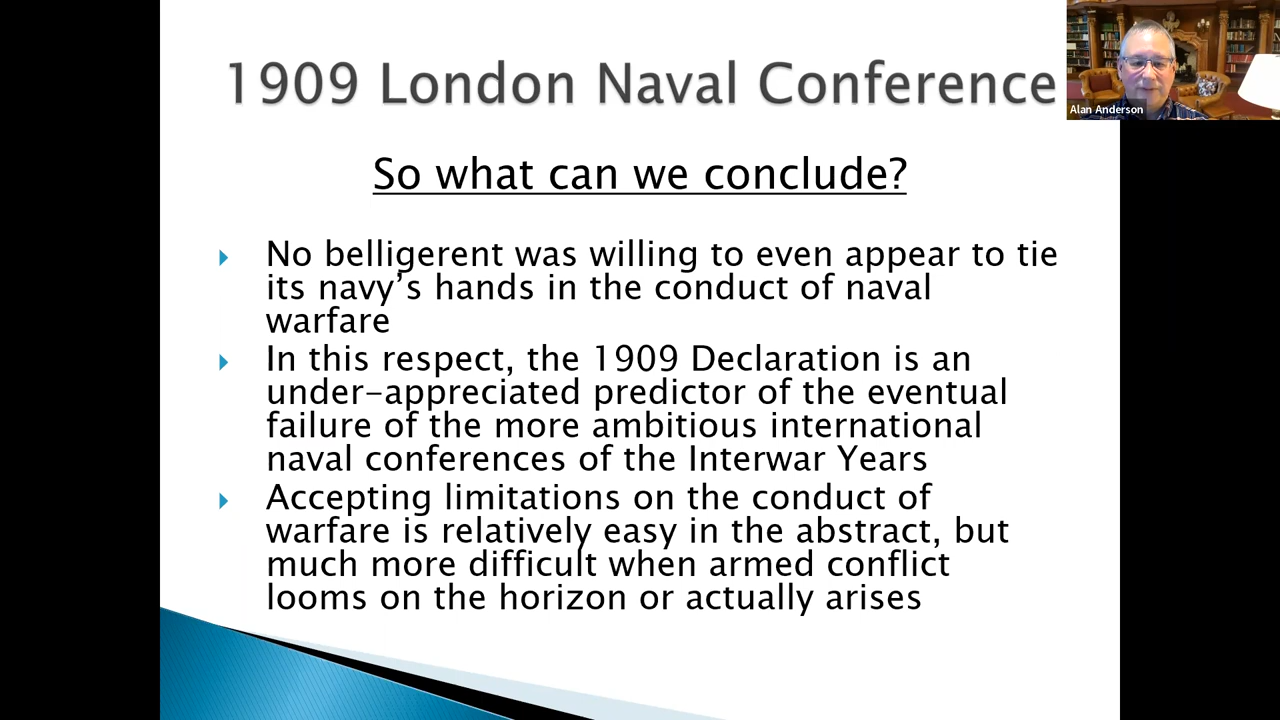 1909 London Naval Conference
Alan Anderson
So what can we conclude?
No belligerent was willing to even appear to tie
its navy’s hands in the conduct of naval
warfare
In this respect, the 1909 Declaration is an
under-appreciated predictor of the eventual
failure of the more ambitious international
naval conferences of the Interwar Years
Accepting limitations on the conduct of
warfare is relatively easy in the abstract, but
much more difficult when armed conflict
looms on the horizon or actually arises